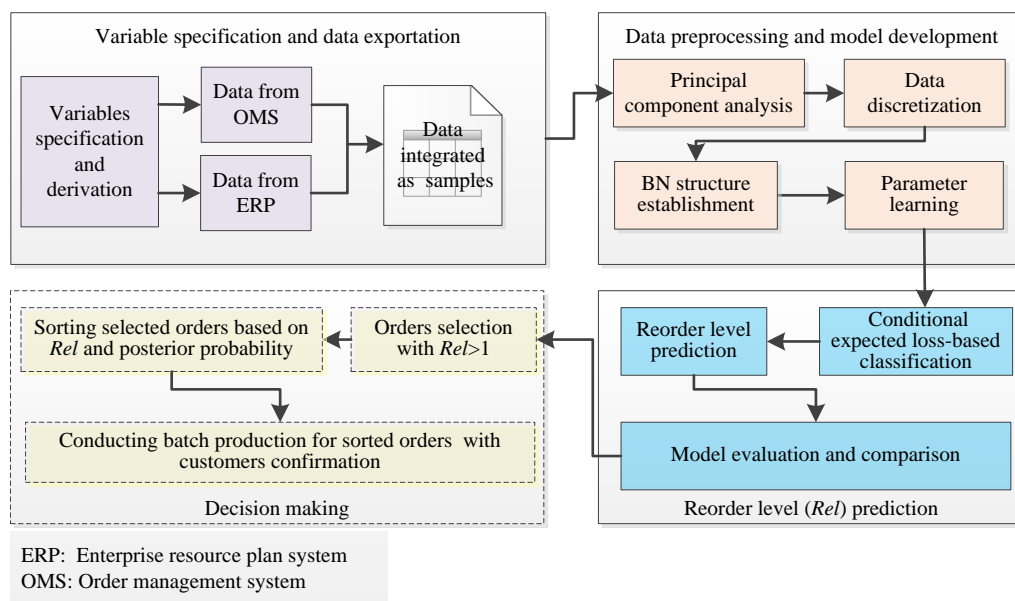 Variable specification and data exportation
Variables
specification
and
derivation
Data from
OMS
Data from
ERP
Data
integrated
as samples
Data preprocessing and model development
Principal
component analysis
Data
discretization
BN structure
establishment
Parameter
learning
Sorting selected orders based on
Rel and posterior probability
Orders selection
with Rel>1
Conducting batch production for sorted orders with
customers confirmation
Decision making
Reorder level
prediction
Conditional
expected loss-based
classification
Model evaluation and comparison
Reorder level (Rel) prediction
ERP: Enterprise resource plan system
OMS: Order management system